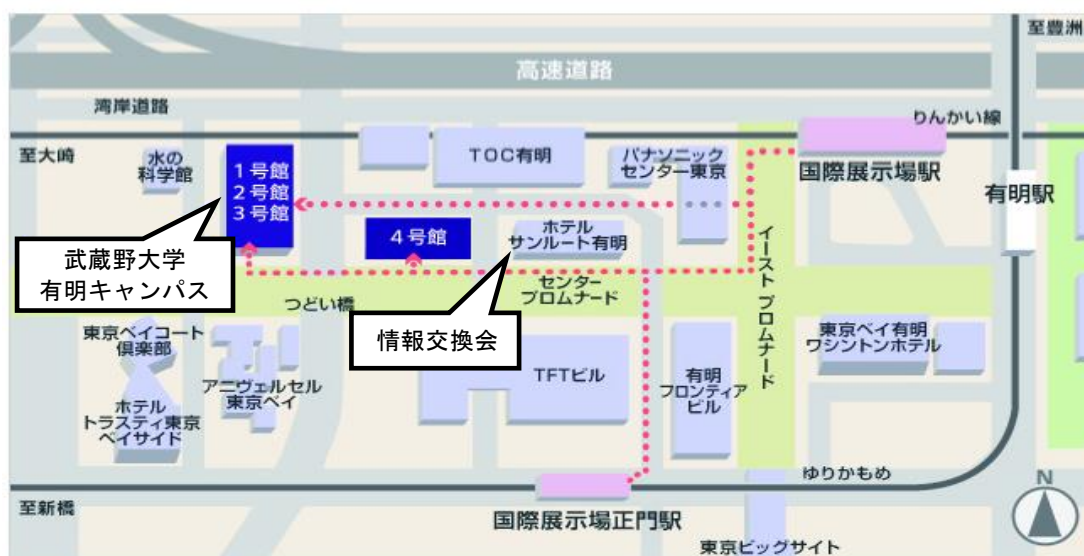 至豊洲
高速道路
湾岸道路
りんかい線
至大崎
水の
科学館
1号館
2号館
3号館
TOC有明
パナソニック
センター東京
国際展示場駅
有明駅
4号館
ホテル
サンルート有明
武蔵野大学
有明キャンパス
イースト プロムナード
つどい橋
センター
プロムナード
情報交換会
東京ベイコート
倶楽部
アニヴェルセル
東京ベイ
TFTビル
有明
フロンティア
ビル
東京ベイ有明
ワシントンホテル
ホテル
トラスティ東京
ベイサイド
ゆりかもめ
至新橋
国際展示場正門駅
東京ビッグサイト
N